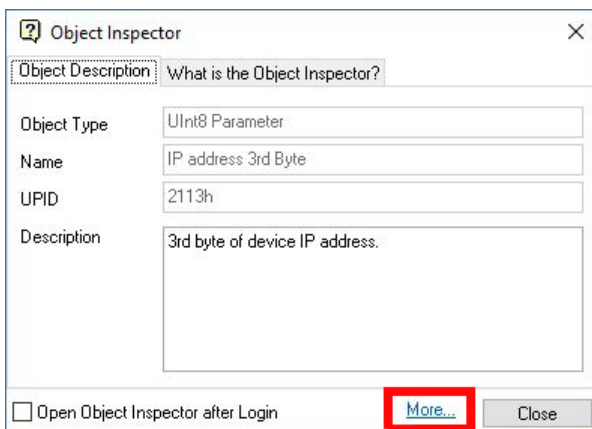 Object Inspector
Object Description What is the Object Inspector?
Object Type UInt8 Parameter
Name IP address 3rd Byte
UPID 2113h
Description 3rd byte of device IP address.
Open Object Inspector after Login More... Close